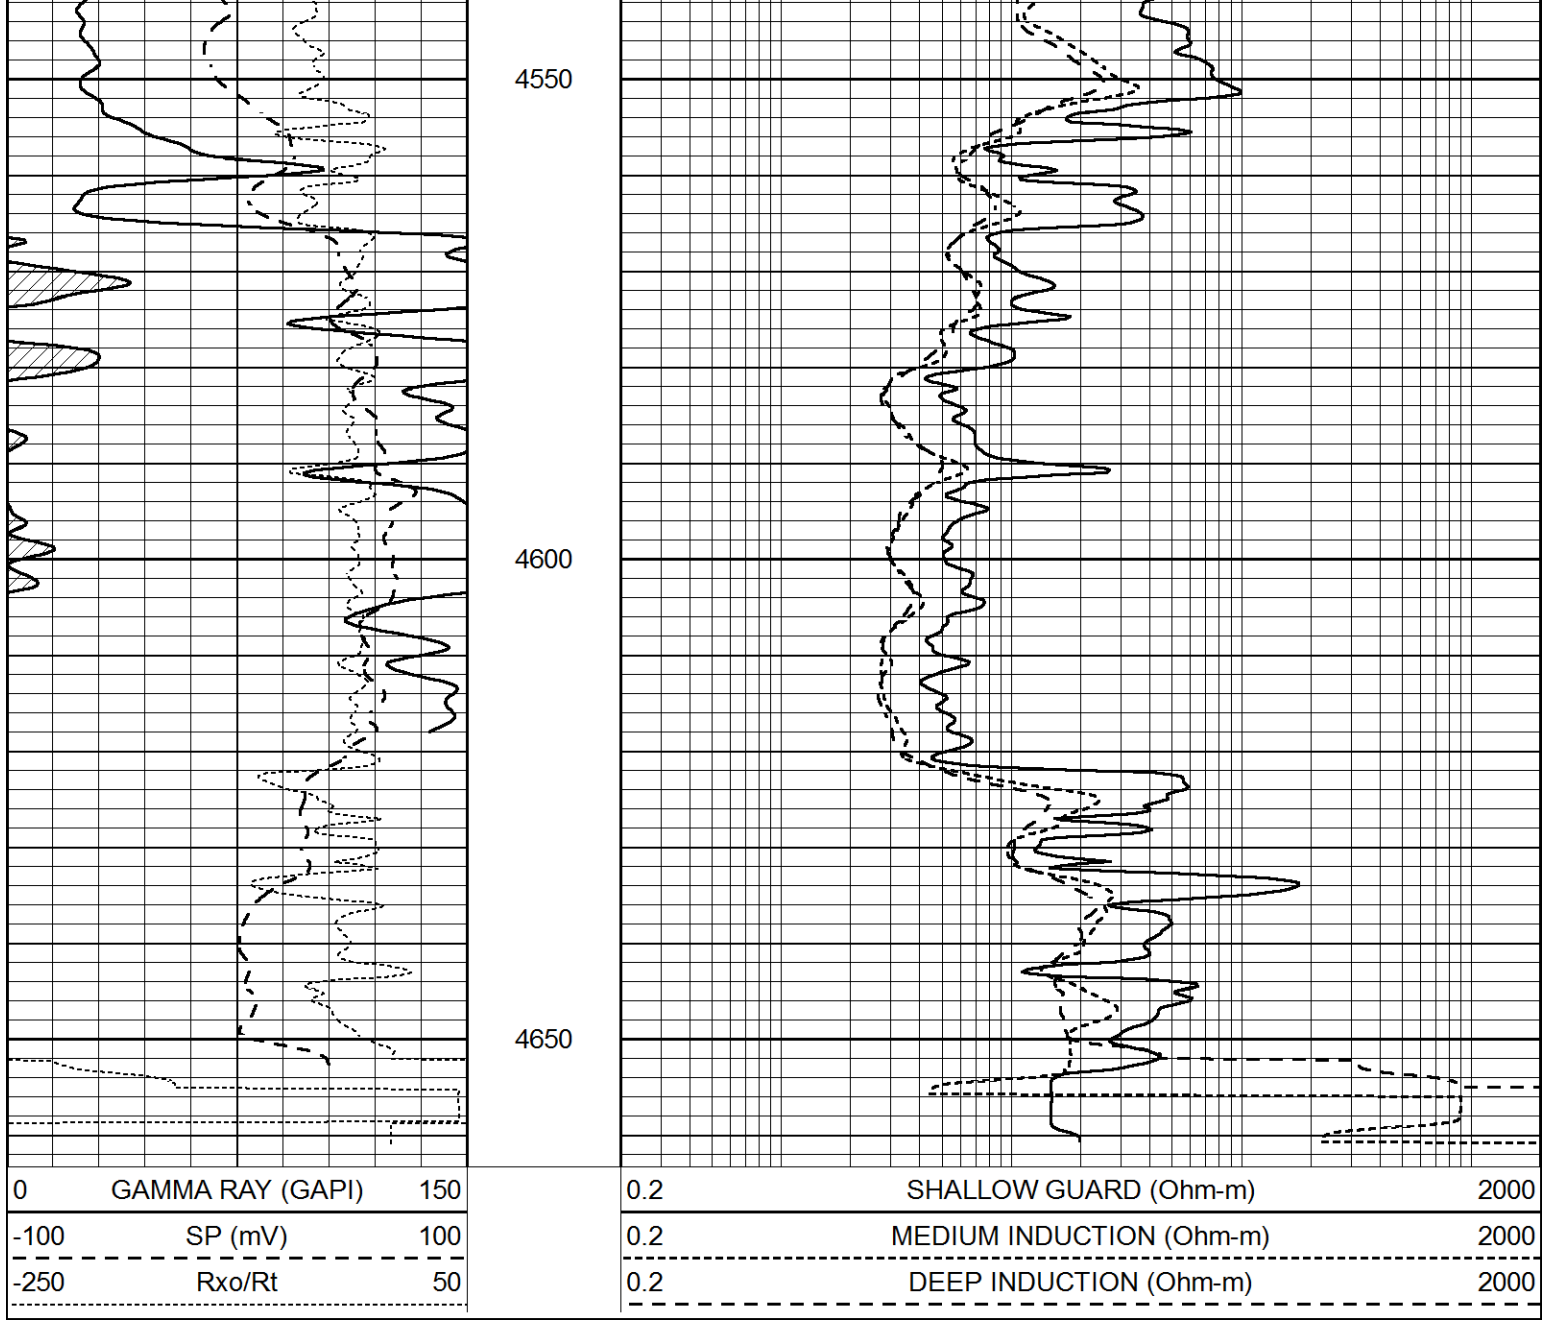 4550
4600
4650
0 GAMMA RAY (GAPI) 150
-100 SP (mV) 100
-250 Rxo/Rt 50
0.2 SHALLOW GUARD (Ohm-m) 2000
0.2 MEDIUM INDUCTION (Ohm-m) 2000
0.2 DEEP INDUCTION (Ohm-m) 2000